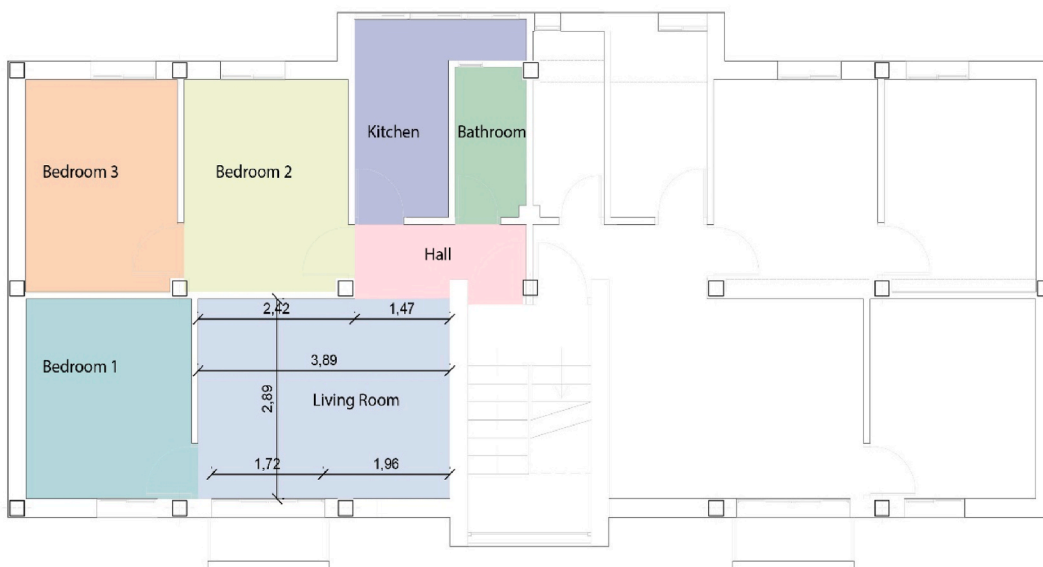 Kitchen
Bathroom
Bedroom 3
Bedroom 2
Hall
2,42
1,47
3,89
Bedroom 1
2,89
Living Room
1,72
1,96